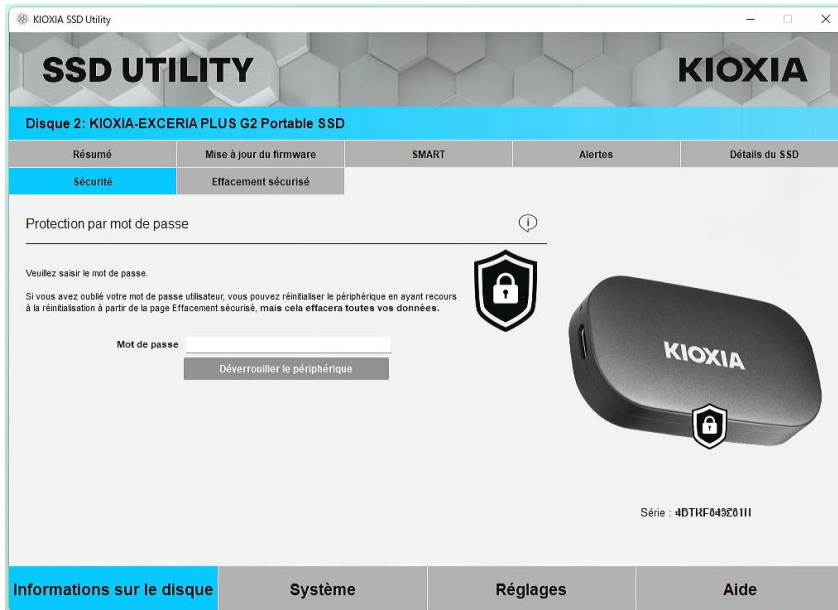 KIOXIA SSD Utility
SSD UTILITY
KIOXIA
Disque 2: KIOXIA-EXCERIA PLUS G2 Portable SSD
Résumé
Mise à jour du firmware
SMART
Alertes
Détails du SSD
Sécurité
Effacement sécurisé
Protection par mot de passe
Veuillez saisir le mot de passe.
Si vous avez oublié votre mot de passe utilisateur, vous pouvez réinitialiser le périphérique en ayant recours
à la réinitialisation à partir de la page Effacement sécurisé, mais cela effacera toutes vos données.
Mot de passe
Déverrouiller le périphérique
KIOXIA
Série :
Informations sur le disque
Système
Réglages
Aide